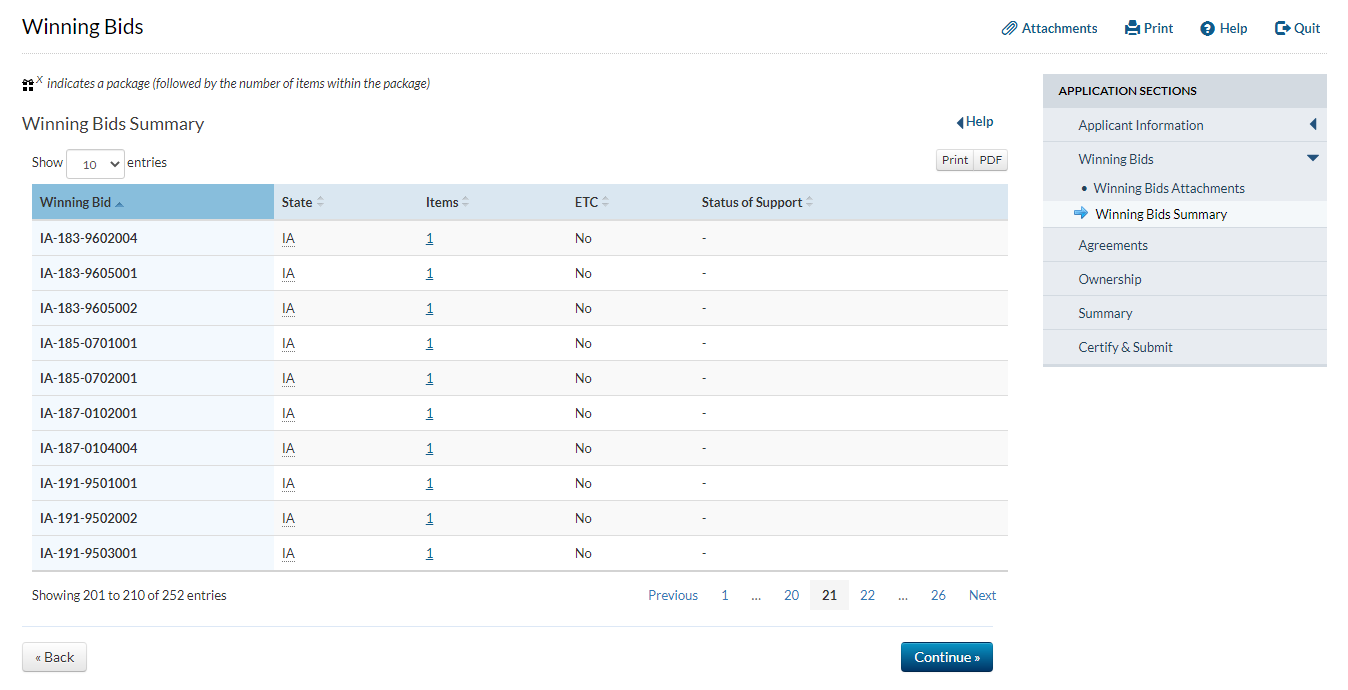 Winning Bids
Attachments Print Help Quit
X indicates a package (followed by the number of items within the package)
Winning Bids Summary
Help
Show 10 entries
Print PDF
Winning Bid State Items ETC Status of Support
IA-183-9602004 IA 1 No -
IA-183-9605001 IA 1 No -
IA-183-9605002 IA 1 No -
IA-185-0701001 IA 1 No -
IA-185-0702001 IA 1 No -
IA-187-0102001 IA 1 No -
IA-187-0104004 IA 1 No -
IA-191-9501001 IA 1 No -
IA-191-9502002 IA 1 No -
IA-191-9503001 IA 1 No -
Showing 201 to 210 of 252 entries
Previous 1 ... 20 21 22 ... 26 Next
« Back
Continue »
APPLICATION SECTIONS
Applicant Information
Winning Bids
• Winning Bids Attachments
Winning Bids Summary
Agreements
Ownership
Summary
Certify & Submit